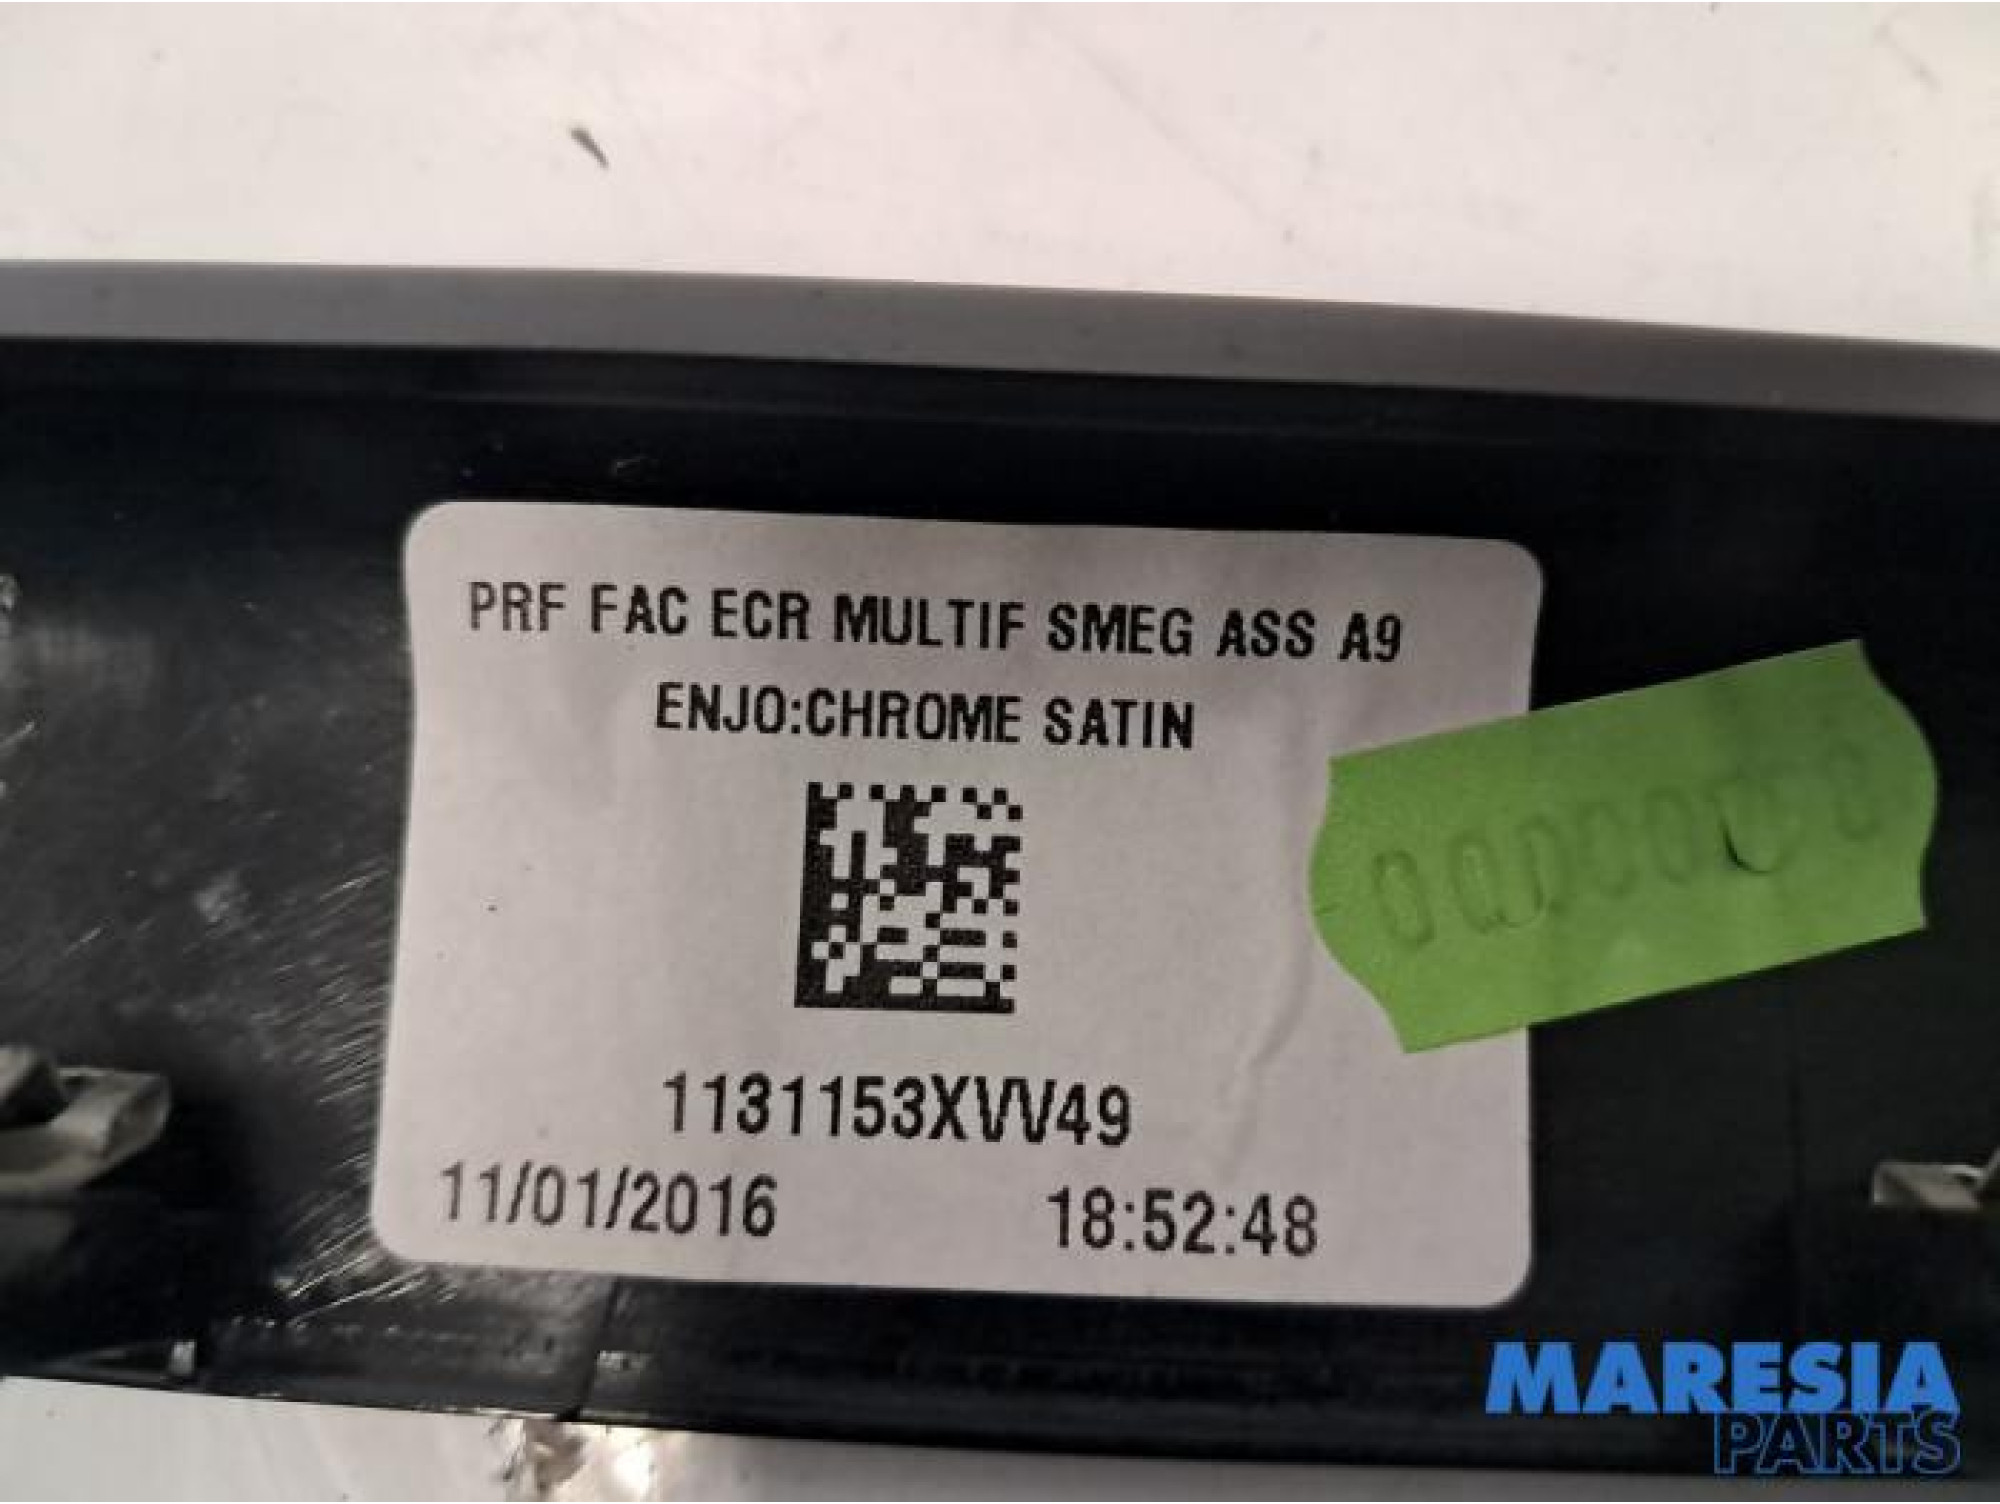 PRF FAC ECR MULTIF SMEG ASS A9
ENJO:CHROME SATIN
1131153XVV49
11/01/2016 18:52:48
MARESIA
PARTS